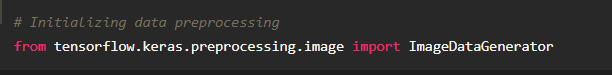 # Initializing data preprocessing
from tensorflow.keras.preprocessing.image import ImageDataGenerator